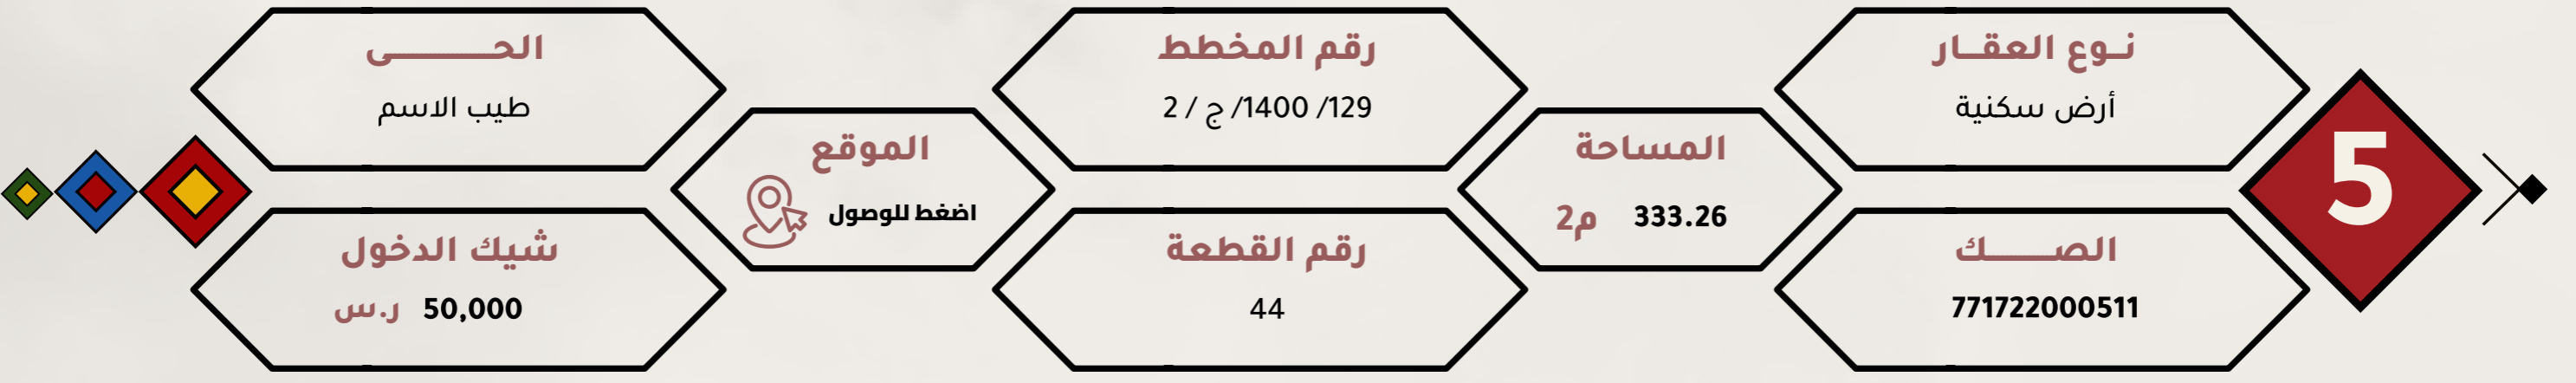 5
نوع العقار
أرض سكنية
الصك
771722000511
المساحة
333.26 م2
رقم المخطط
129/ 1400/ ج / 2
رقم القطعة
44
الموقع
اضغط للوصول
الحى
طيب الاسم
شيك الدخول
50,000 ر.س